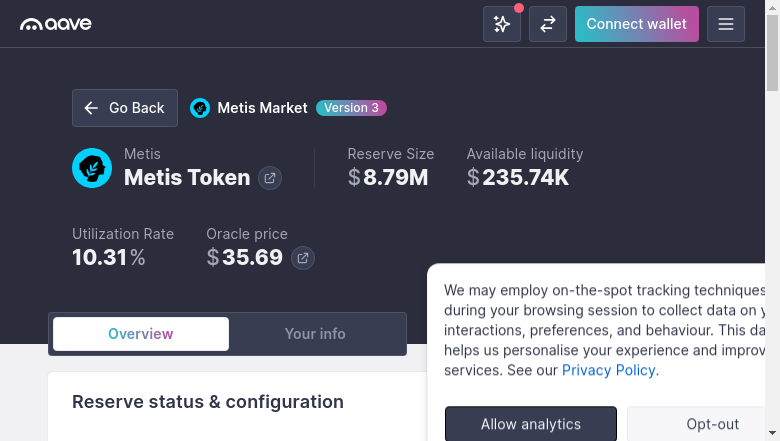 aave
Connect wallet
Go Back
Metis Market
Version 3
Metis
Metis Token
Reserve Size
$8.79M
Available liquidity
$235.74K
Utilization Rate
10.31%
Oracle price
$35.69
We may employ on-the-spot tracking techniques
during your browsing session to collect data on
interactions, preferences, and behaviour. This
helps us personalise your experience and
services. See our Privacy Policy.
Allow analytics
Opt-out
Overview
Your info
Reserve status & configuration